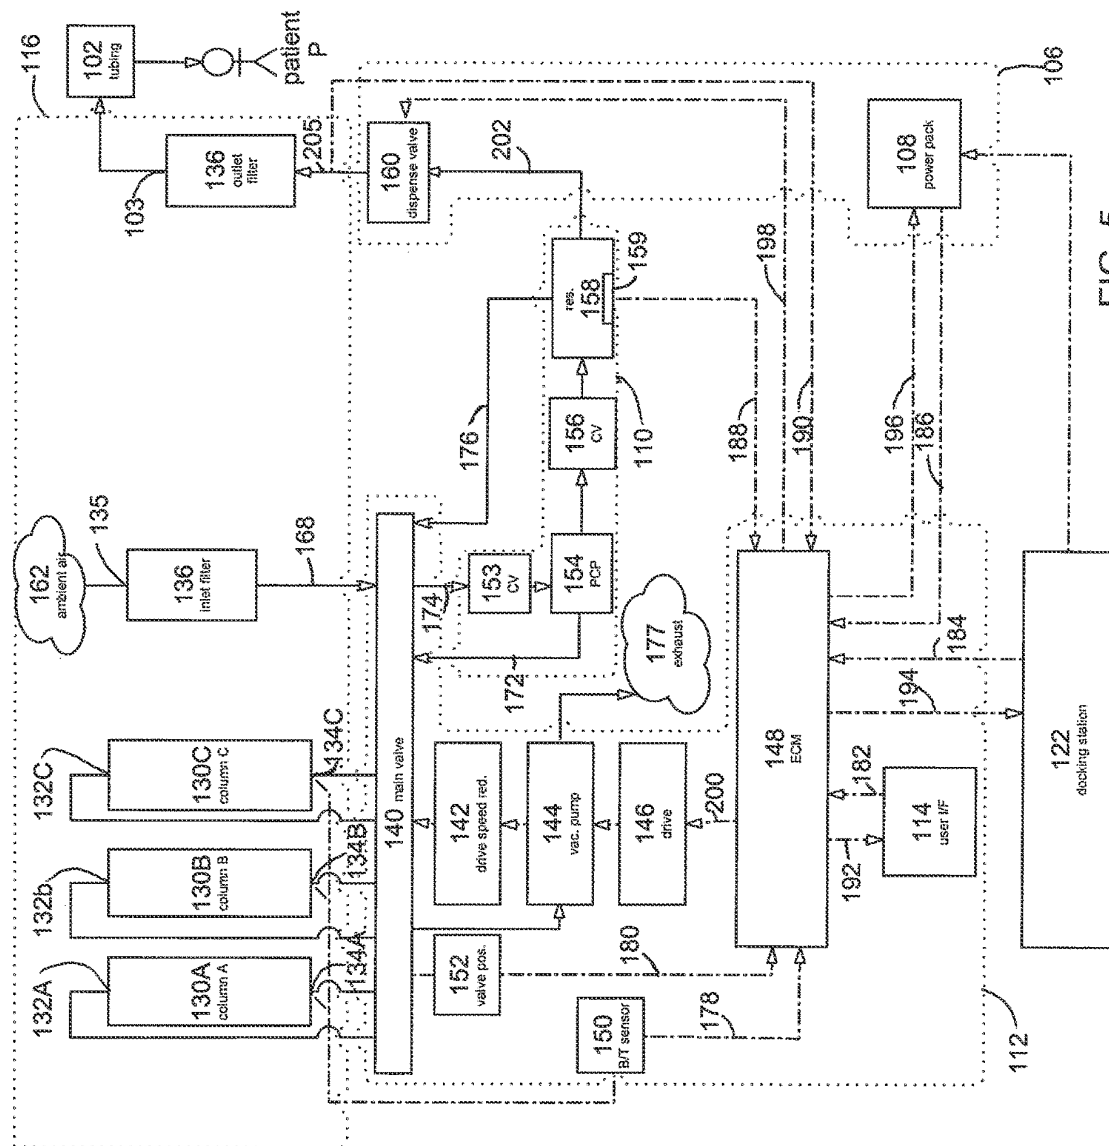 116
102
tubing
patient
P
162
ambient air
135
136
inlet filter
168
103
136
outlet
filter
205
160
dispense valve
202
106
108
power pack
132C
132b
132A
130C
column C
130B
column B
130A
column A
134C
134B
134A
140 main valve
176
174
172
153
CV
154
PCP
156
CV
res.
158
159
110
198
188
190
196
186
142
drive speed red.
144
vac. pump
146
drive
177
exhaust
152
valve pos.
180
150
B/T sensor
178
200
148
ECM
184
194
182
192
114
user I/F
122
docking station
112
FIG. 5